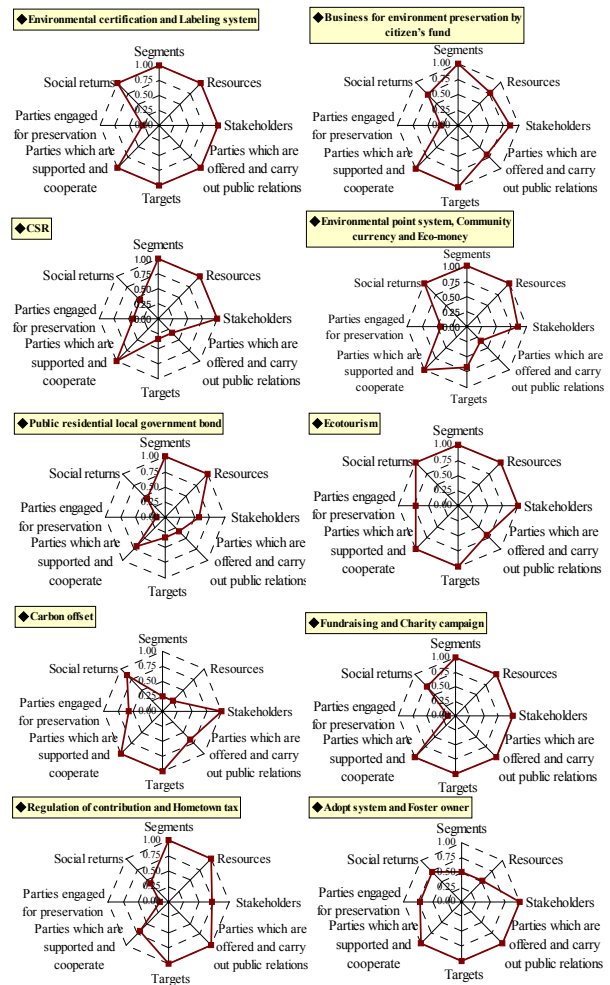 ◆Environmental certification and Labeling system
Segments
1.00
0.75
0.50
0.25
0.00
Resources
Stakeholders
Parties which are
offered and carry
out public relations
Targets
Parties which are
supported and
cooperate
Parties engaged
for preservation
Social returns
◆Business for environment preservation by
citizen's fund
Segments
1.00
0.75
0.50
0.25
0.00
Resources
Stakeholders
Parties which are
offered and carry
out public relations
Targets
Parties which are
supported and
cooperate
Parties engaged
for preservation
Social returns
◆CSR
Segments
1.00
0.75
0.50
0.25
0.00
Resources
Stakeholders
Parties which are
offered and carry
out public relations
Targets
Parties which are
supported and
cooperate
Parties engaged
for preservation
Social returns
◆Environmental point system, Community
currency and Eco-money
Segments
1.00
0.75
0.50
0.25
0.00
Resources
Stakeholders
Parties which are
offered and carry
out public relations
Targets
Parties which are
supported and
cooperate
Parties engaged
for preservation
Social returns
◆Public residential local government bond
Segments
1.00
0.75
0.50
0.25
0.00
Resources
Stakeholders
Parties which are
offered and carry
out public relations
Targets
Parties which are
supported and
cooperate
Parties engaged
for preservation
Social returns
◆Ecotourism
Segments
1.00
0.75
0.50
0.25
0.00
Resources
Stakeholders
Parties which are
offered and carry
out public relations
Targets
Parties which are
supported and
cooperate
Parties engaged
for preservation
Social returns
◆Carbon offset
Segments
1.00
0.75
0.50
0.25
0.00
Resources
Stakeholders
Parties which are
offered and carry
out public relations
Targets
Parties which are
supported and
cooperate
Parties engaged
for preservation
Social returns
◆Fundraising and Charity campaign
Segments
1.00
0.75
0.50
0.25
0.00
Resources
Stakeholders
Parties which are
offered and carry
out public relations
Targets
Parties which are
supported and
cooperate
Parties engaged
for preservation
Social returns
◆Regulation of contribution and Hometown tax
Segments
1.00
0.75
0.50
0.25
0.00
Resources
Stakeholders
Parties which are
offered and carry
out public relations
Targets
Parties which are
supported and
cooperate
Parties engaged
for preservation
Social returns
◆Adopt system and Foster owner
Segments
1.00
0.75
0.50
0.25
0.00
Resources
Stakeholders
Parties which are
offered and carry
out public relations
Targets
Parties which are
supported and
cooperate
Parties engaged
for preservation
Social returns